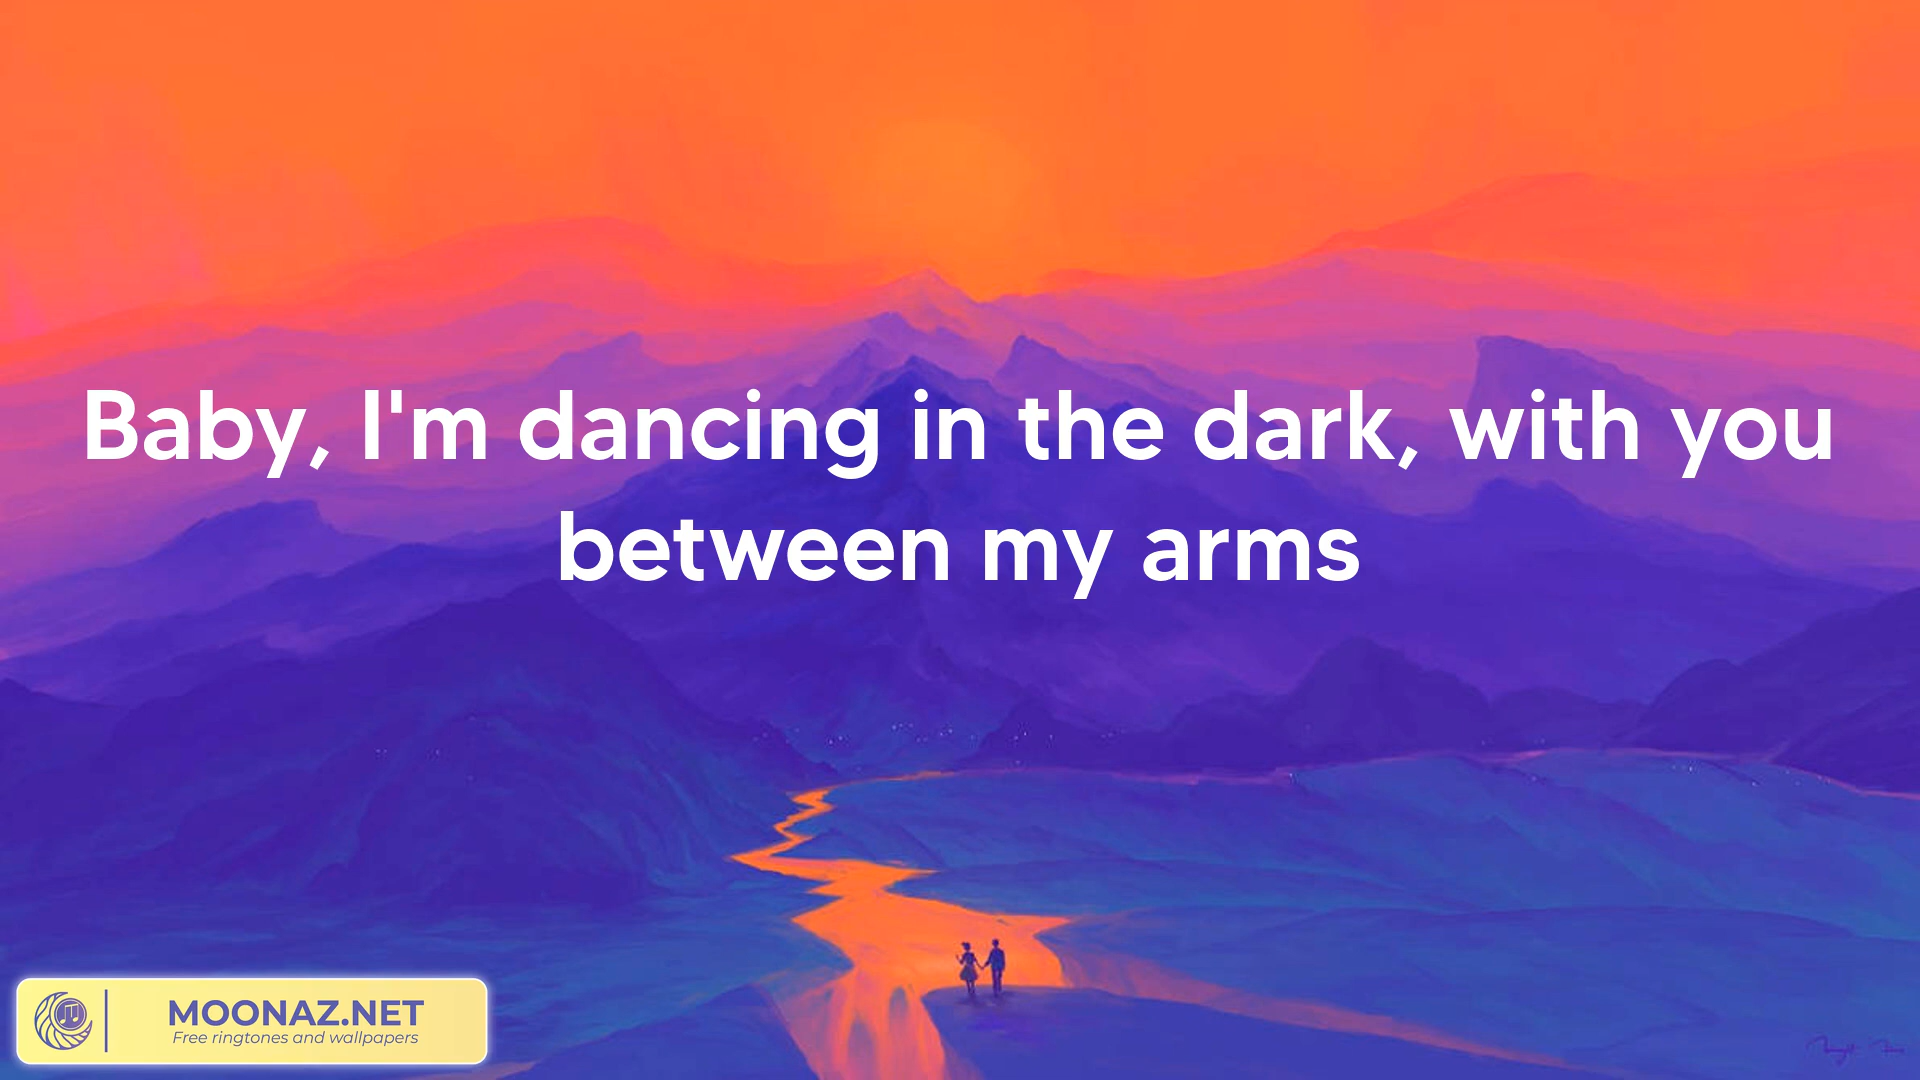 Baby, I'm dancing in the dark, with you
between my arms
MOONAZ.NET
Free ringtones and wallpapers